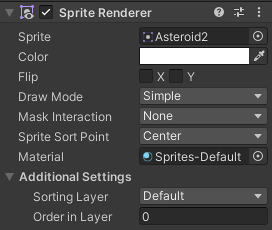 Sprite Renderer
Sprite Asteroid2
Color
Flip X Y
Draw Mode Simple
Mask Interaction None
Sprite Sort Point Center
Material Sprites-Default
Additional Settings
Sorting Layer Default
Order in Layer 0